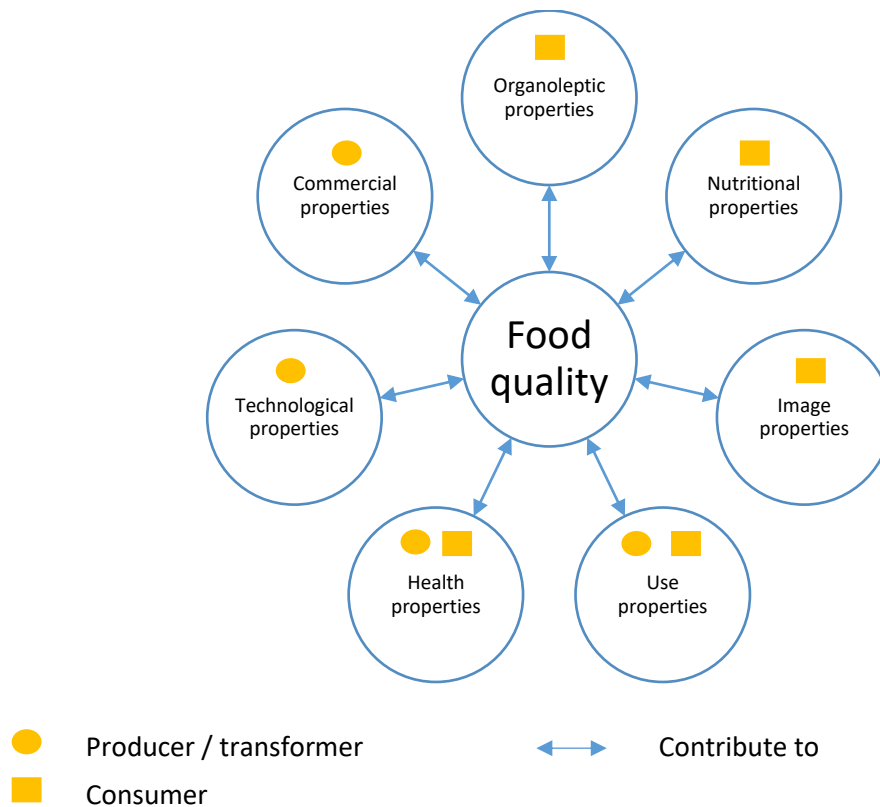 Organoleptic
properties
Commercial
properties
Nutritional
properties
Food
quality
Technological
properties
Image
properties
Health
properties
Use
properties
Producer / transformer
Contribute to
Consumer